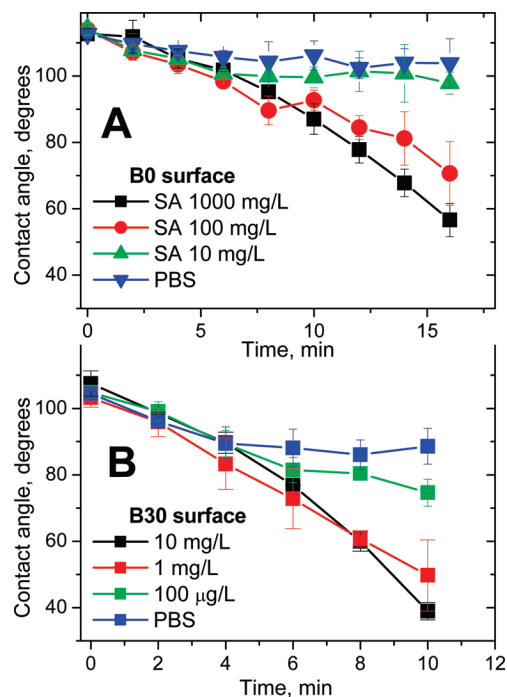 Contact angle, degrees
100
80
60
40
A
B0 surface
SA 1000 mg/L
SA 100 mg/L
SA 10 mg/L
PBS
0
5
10
15
Time, min
Contact angle, degrees
100
80
60
40
B
B30 surface
10 mg/L
1 mg/L
100 μg/L
PBS
0
2
4
6
8
10
12
Time, min